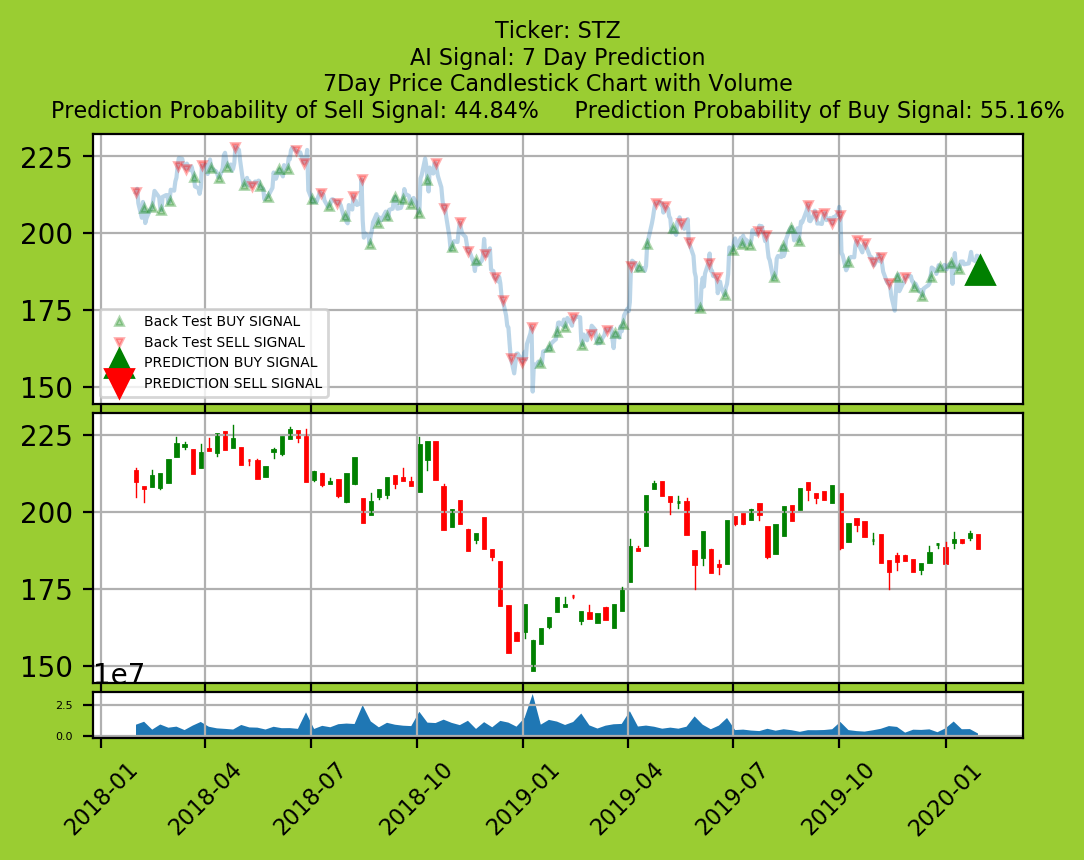 Ticker: STZ
AI Signal: 7 Day Prediction
7Day Price Candlestick Chart with Volume
Prediction Probability of Sell Signal: 44.84% Prediction Probability of Buy Signal: 55.16%
225
200
175
150
Back Test BUY SIGNAL
Back Test SELL SIGNAL
PREDICTION BUY SIGNAL
PREDICTION SELL SIGNAL
225
200
175
150
1e7
2.5
0.0
2018-01 2018-04 2018-07 2018-10 2019-01 2019-04 2019-07 2019-10 2020-01